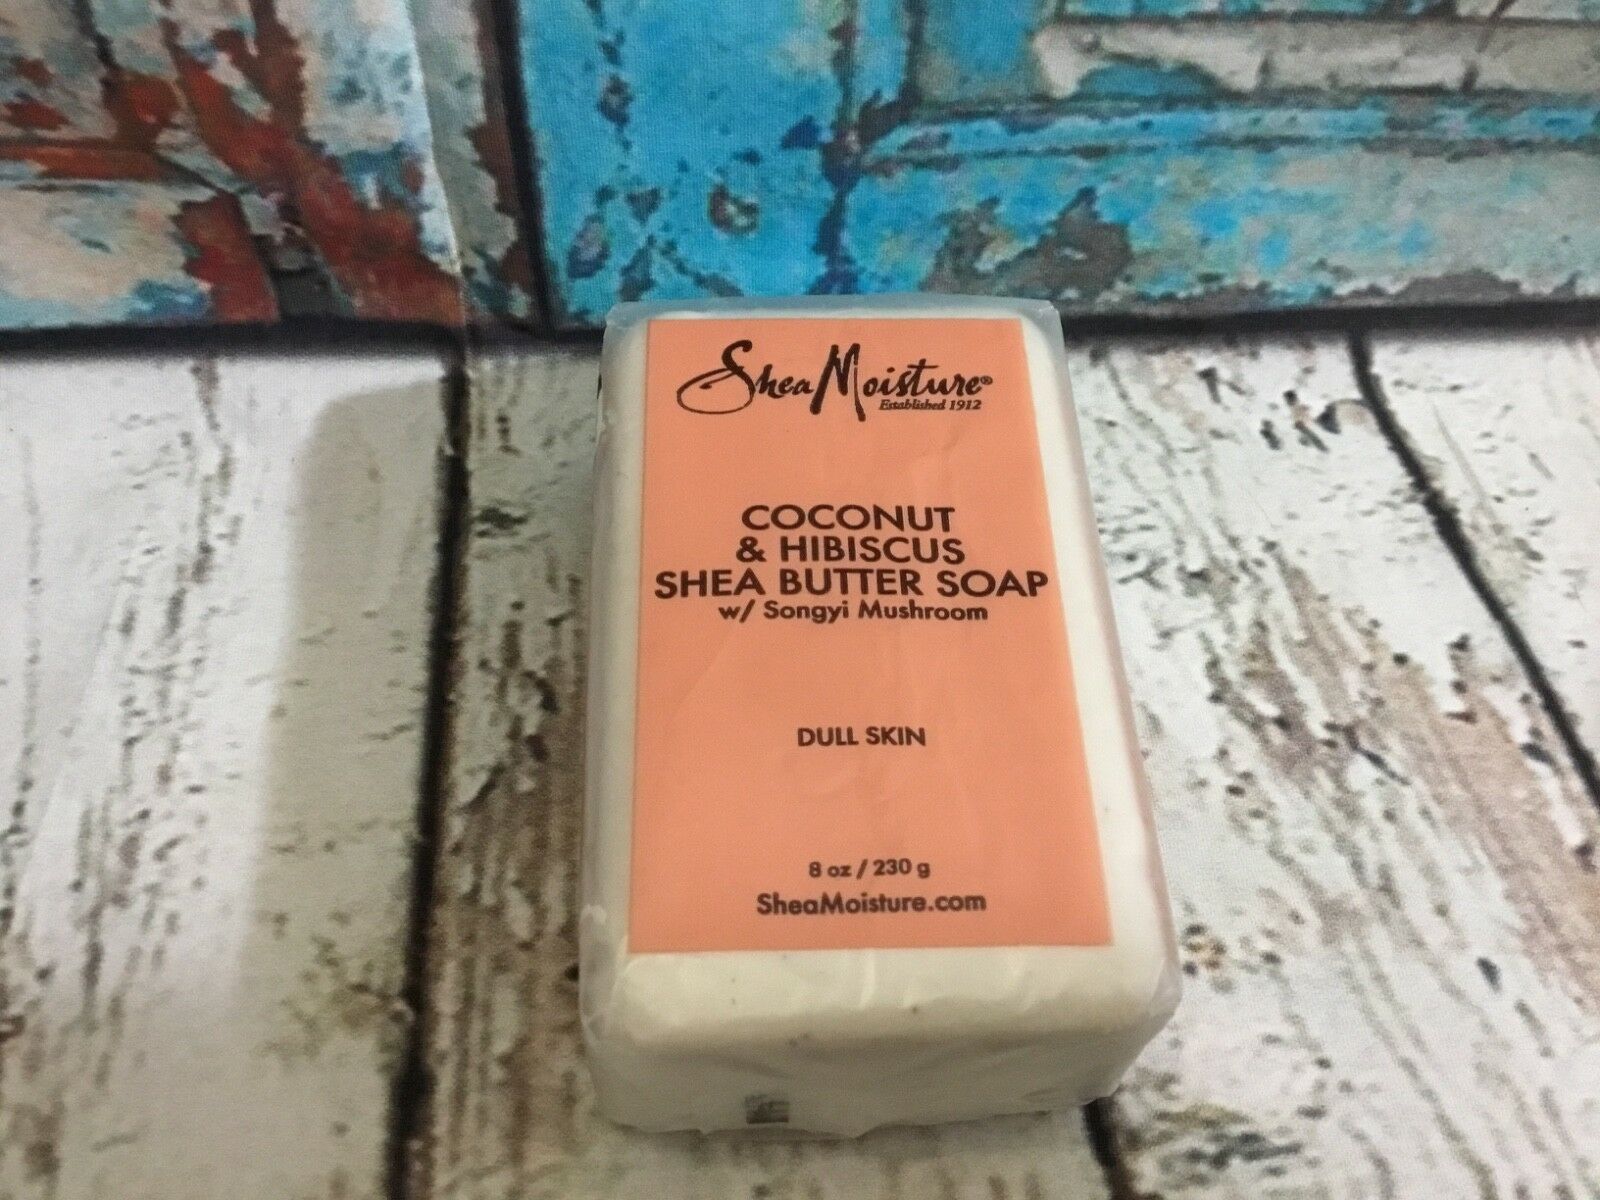 SheaMoisture®
Established 1912
COCONUT
& HIBISCUS
SHEA BUTTER SOAP
w/ Songyi Mushroom
DULL SKIN
8 oz / 230 g
SheaMoisture.com